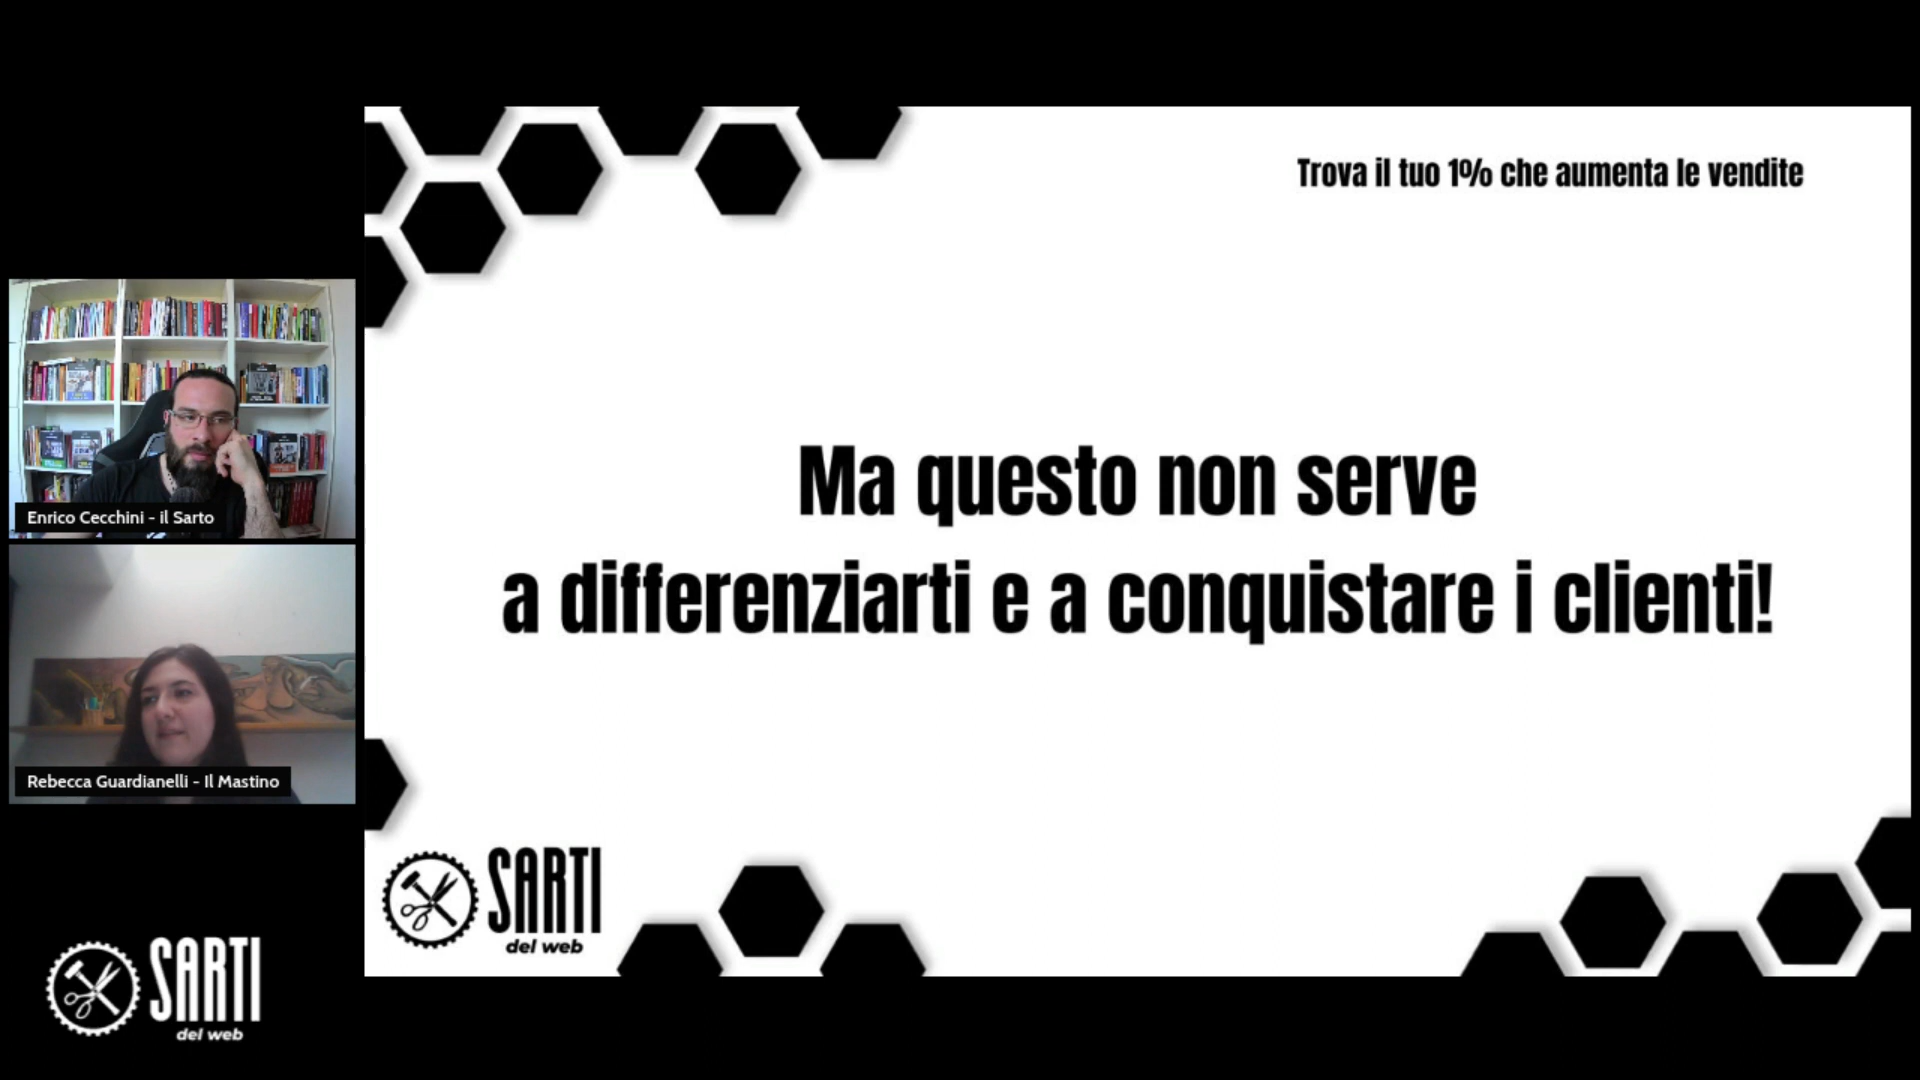 Trova il tuo 1% che aumenta le vendite
Ma questo non serve
a differenziarti e a conquistare i clienti!
Enrico Cecchini - il Sarto
Rebecca Guardianelli - Il Mastino
SARTI
del web
SARTI
del web